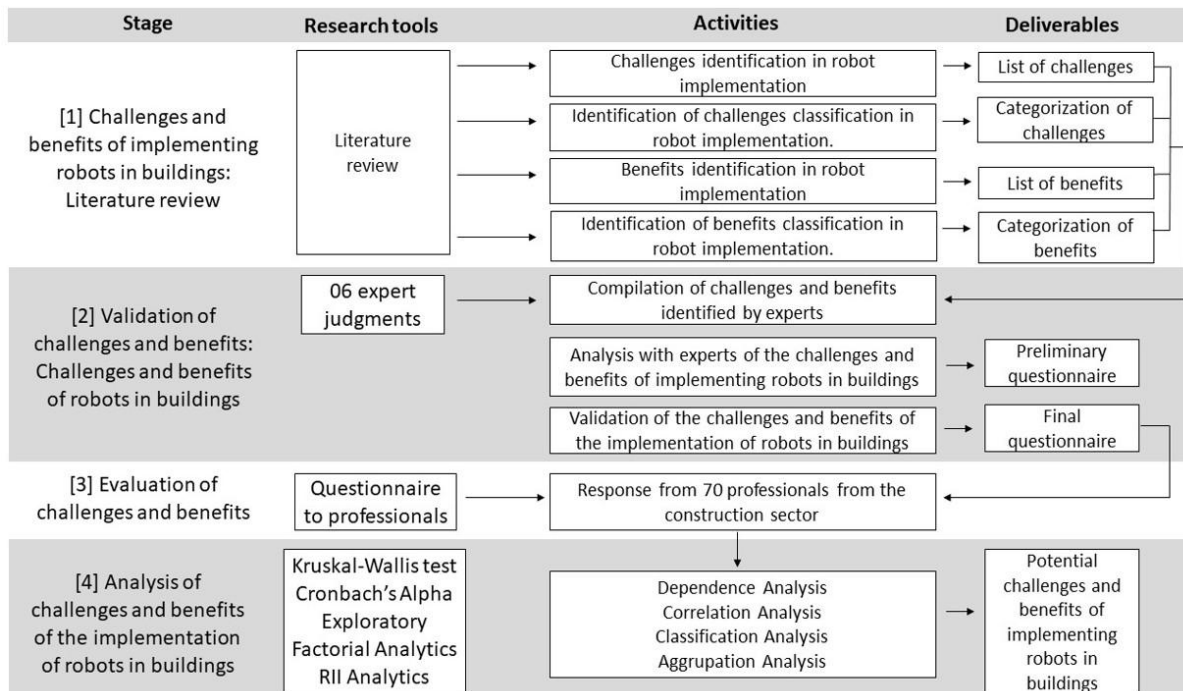 Stage
Research tools
Activities
Deliverables
[1] Challenges and
benefits of implementing
robots in buildings:
Literature review
Literature
review
Challenges identification in robot
implementation
List of challenges
Identification of challenges classification in
robot implementation.
Categorization of
challenges
Benefits identification in robot
implementation
List of benefits
Identification of benefits classification in
robot implementation.
Categorization of
benefits
[2] Validation of
challenges and benefits:
Challenges and benefits
of robots in buildings
06 expert
judgments
Compilation of challenges and benefits
identified by experts
Analysis with experts of the challenges and
benefits of implementing robots in buildings
Preliminary
questionnaire
Validation of the challenges and benefits of
the implementation of robots in buildings
Final
questionnaire
[3] Evaluation of
challenges and benefits
Questionnaire
to professionals
Response from 70 professionals from the
construction sector
[4] Analysis of
challenges and benefits
of the implementation
of robots in buildings
Kruskal-Wallis test
Cronbach's Alpha
Exploratory
Factorial Analytics
RII Analytics
Dependence Analysis
Correlation Analysis
Classification Analysis
Aggrupation Analysis
Potential
challenges and
benefits of
implementing
robots in
buildings